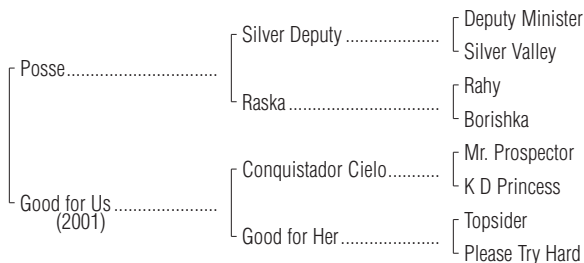 Deputy Minister
Silver Deputy ....................
Silver Valley
Posse................................
Rahy
Raska ................................
Borishka
Mr. Prospector
Conquistador Cielo...........
K D Princess
Good for Us ......................
(2001)
Topsider
Good for Her.....................
Please Try Hard